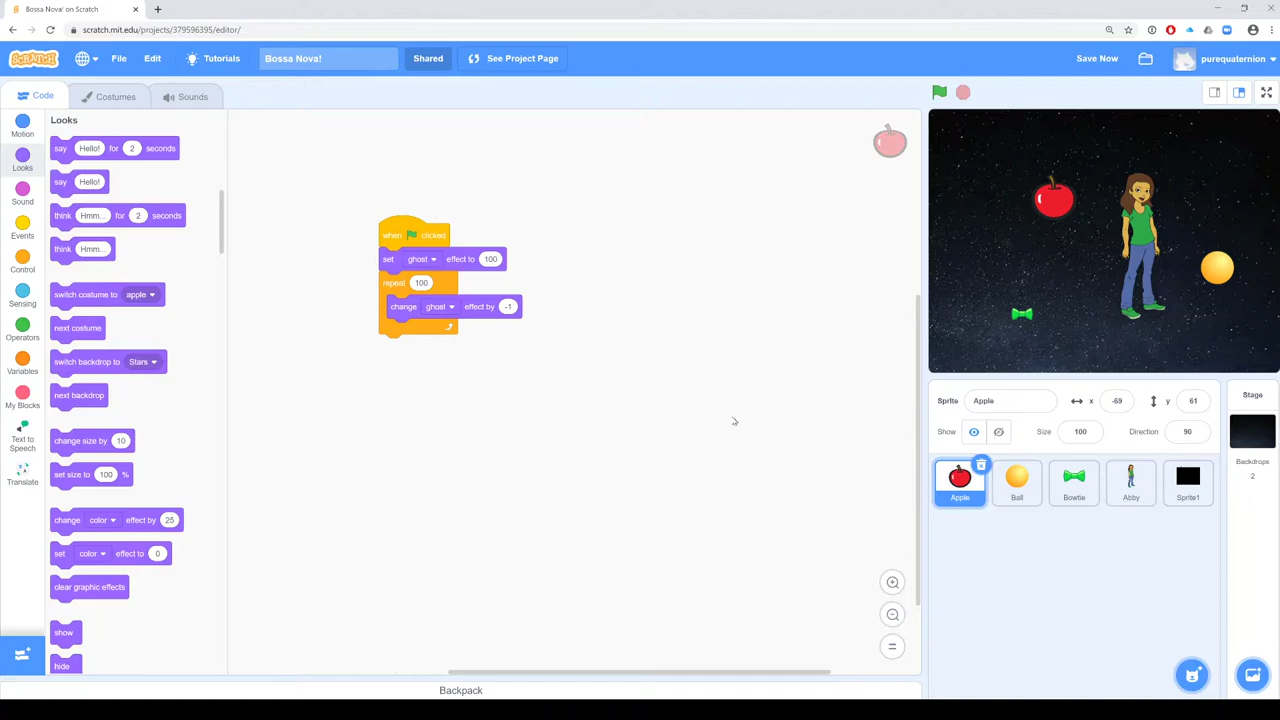 Bossa Nova! on Scratch
scratch.mit.edu/projects/379596395/editor/
SCRATCH File Edit Tutorials Bossa Nova! Shared See Project Page Save Now purequaternion
Code Costumes Sounds
Motion
Looks
Sound
Events
Control
Sensing
Operators
Variables
My Blocks
Text to
Speech
Translate
Looks
say Hello! for 2 seconds
say Hello!
think Hmm... for 2 seconds
think Hmm...
switch costume to apple
next costume
switch backdrop to Stars
next backdrop
change size by 10
set size to 100 %
change color effect by 25
set color effect to 0
clear graphic effects
show
hide
when clicked
set ghost effect to 100
repeat 100
change ghost effect by -1
Sprite Apple x -69 y 61
Show Size 100 Direction 90
Apple Ball Bowtie Abby Sprite1
Stage
Backdrops
2
Backpack